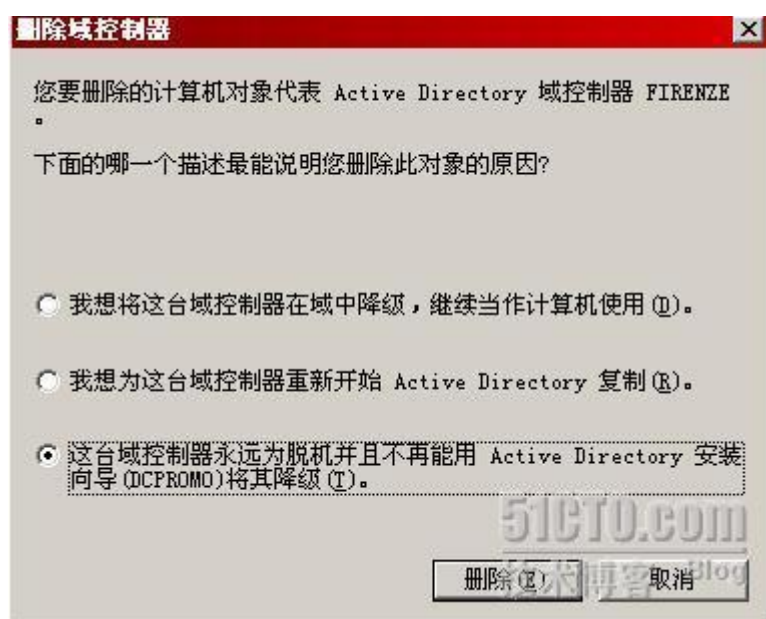 删除域控制器
您要删除的计算机对象代表 Active Directory 域控制器 FIRENZE
。
下面的哪一个描述最能说明您删除此对象的原因?
我想将这台域控制器在域中降级，继续当作计算机使用(D)。
我想为这台域控制器重新开始 Active Directory 复制(R)。
这台域控制器永远为脱机并且不再能用 Active Directory 安装
向导(DCPROMO)将其降级(T)。
51CTO.com
技术博客 Blog
删除(E) 取消